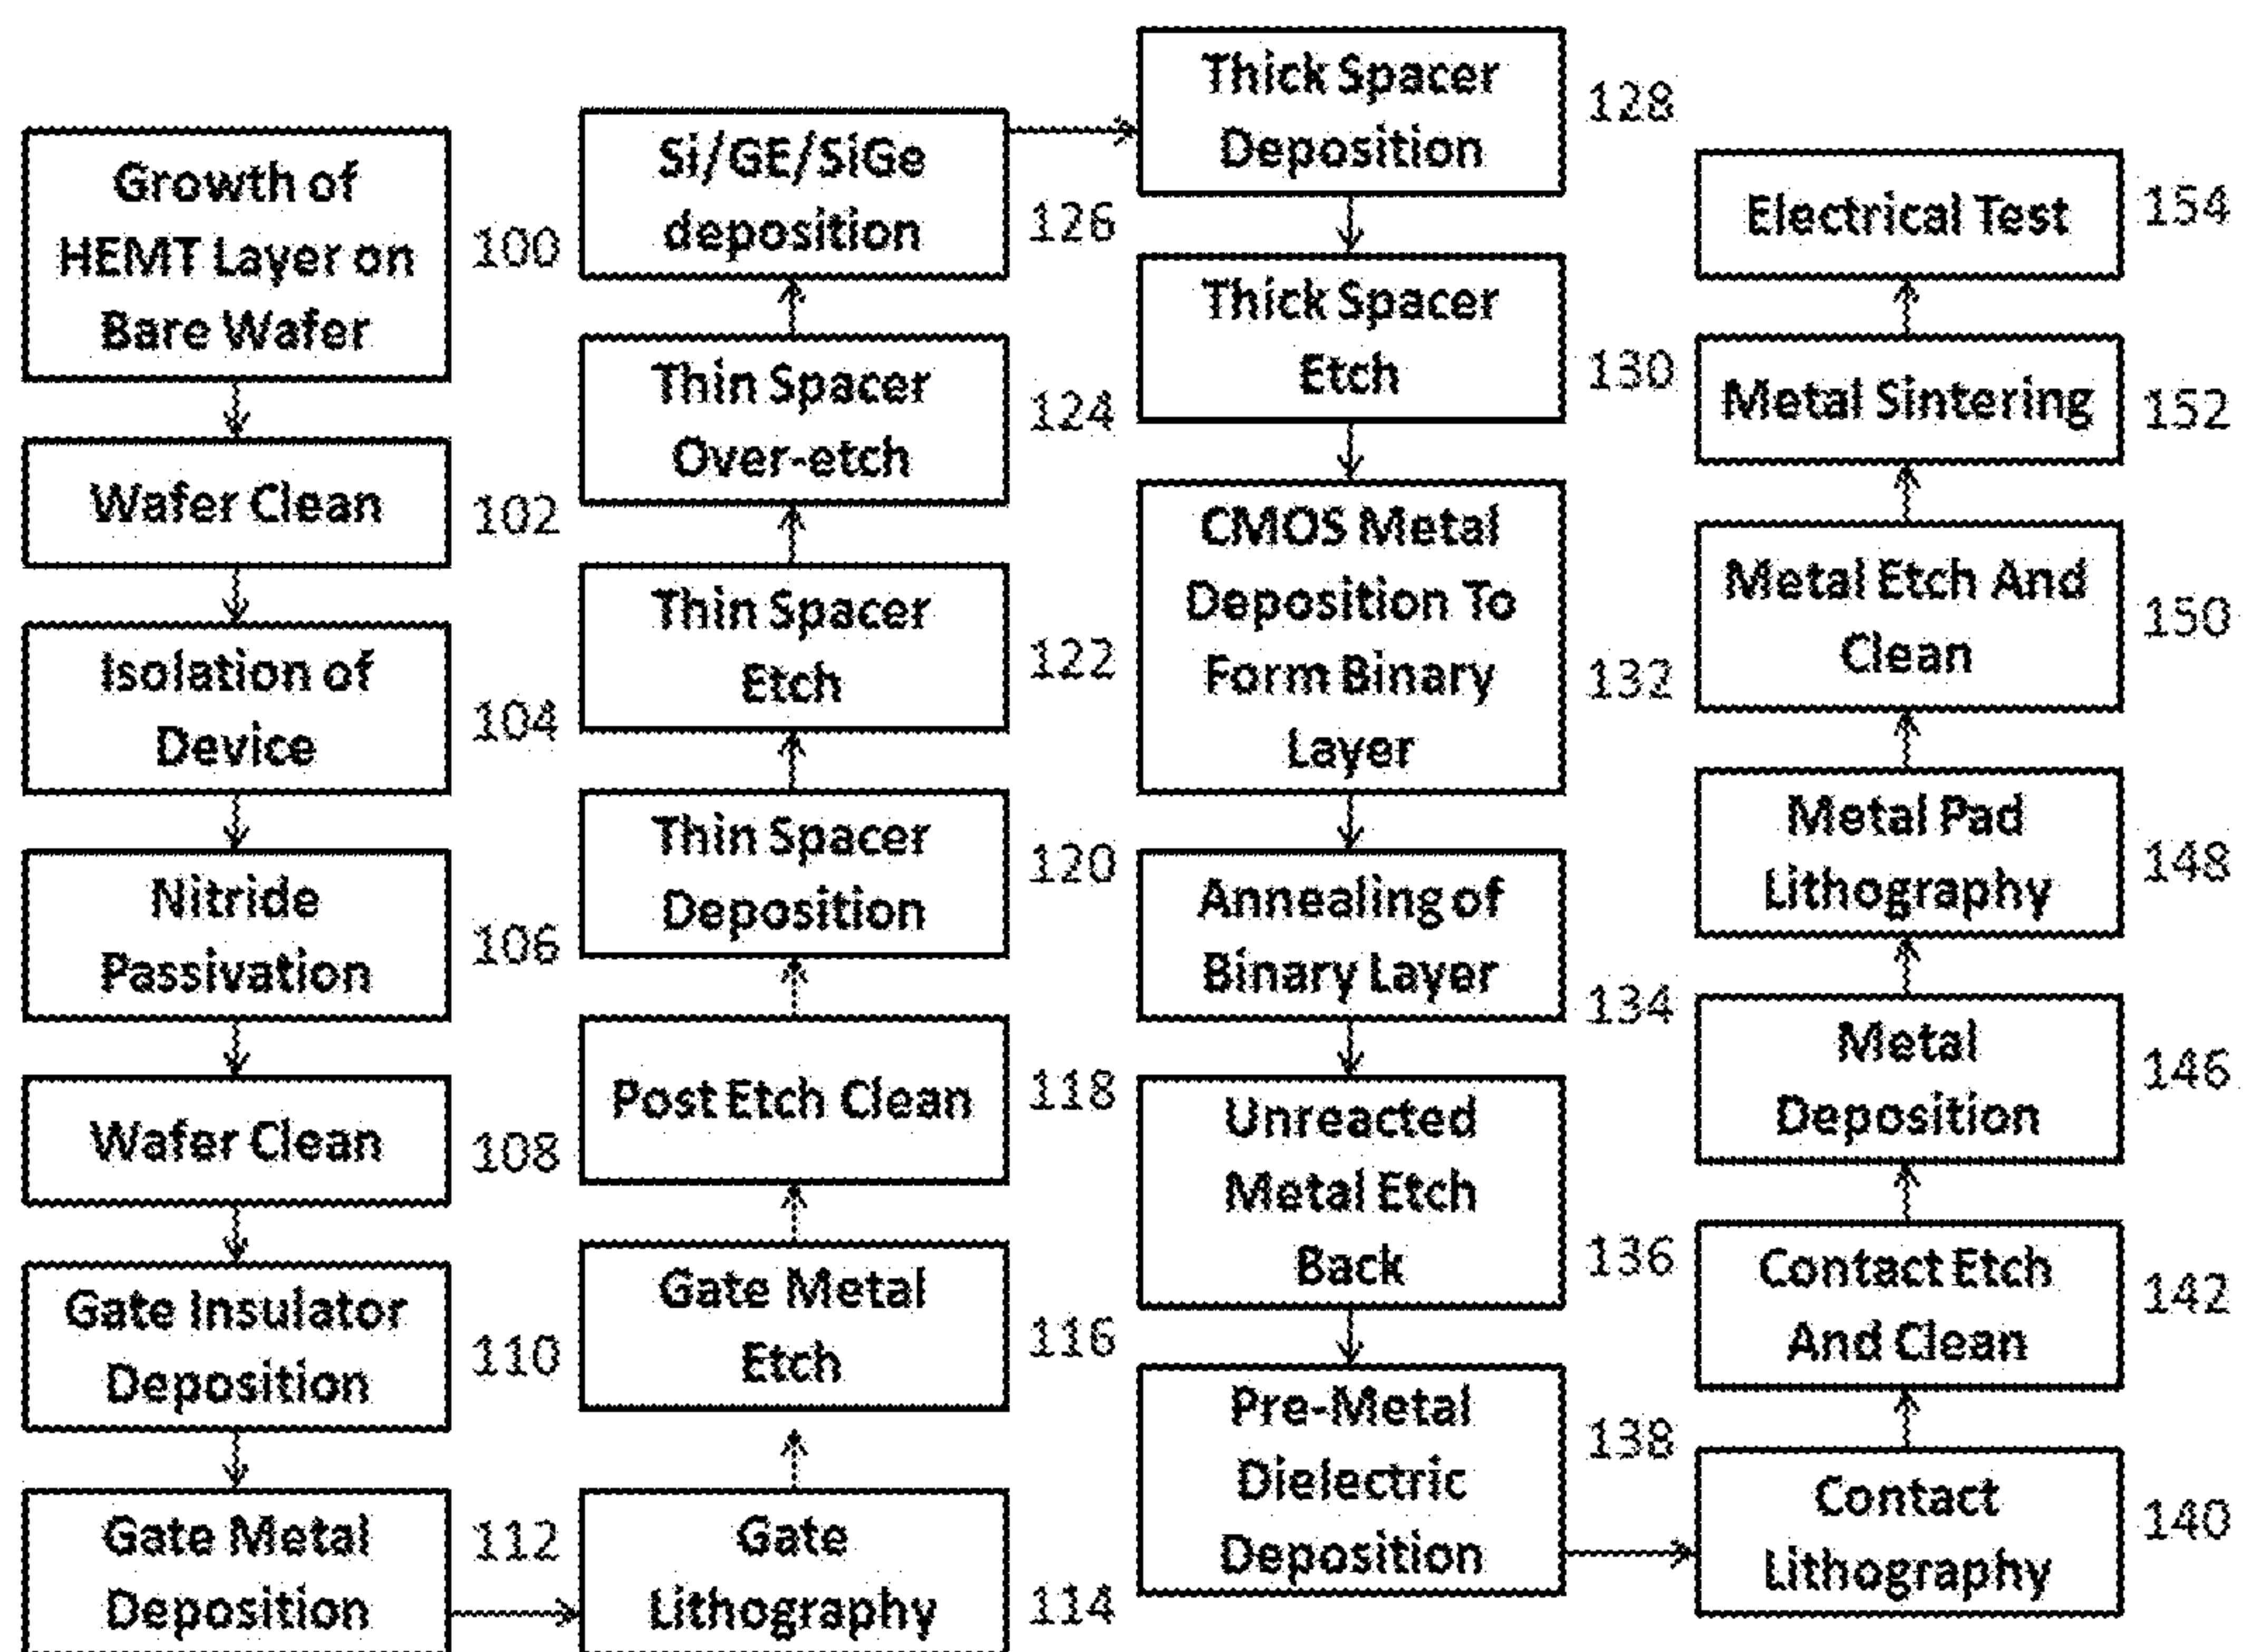 Growth of
HEMT Layer on
Bare Wafer
100
Wafer Clean
102
Isolation of
Device
104
Nitride
Passivation
106
Wafer Clean
108
Gate Insulator
Deposition
110
Gate Metal
Deposition
112
Gate
Lithography
114
Gate Metal
Etch
116
Post Etch Clean
118
Thin Spacer
Deposition
120
Thin Spacer
Etch
122
Thin Spacer
Over-etch
124
Si/GE/SiGe
deposition
126
Thick Spacer
Deposition
128
Thick Spacer
Etch
130
CMOS Metal
Deposition To
Form Binary
Layer
132
Annealing of
Binary Layer
134
Unreacted
Metal Etch
Back
136
Pre-Metal
Dielectric
Deposition
138
Contact
Lithography
140
Contact Etch
And Clean
142
Metal
Deposition
146
Metal Pad
Lithography
148
Metal Etch And
Clean
150
Metal Sintering
152
Electrical Test
154